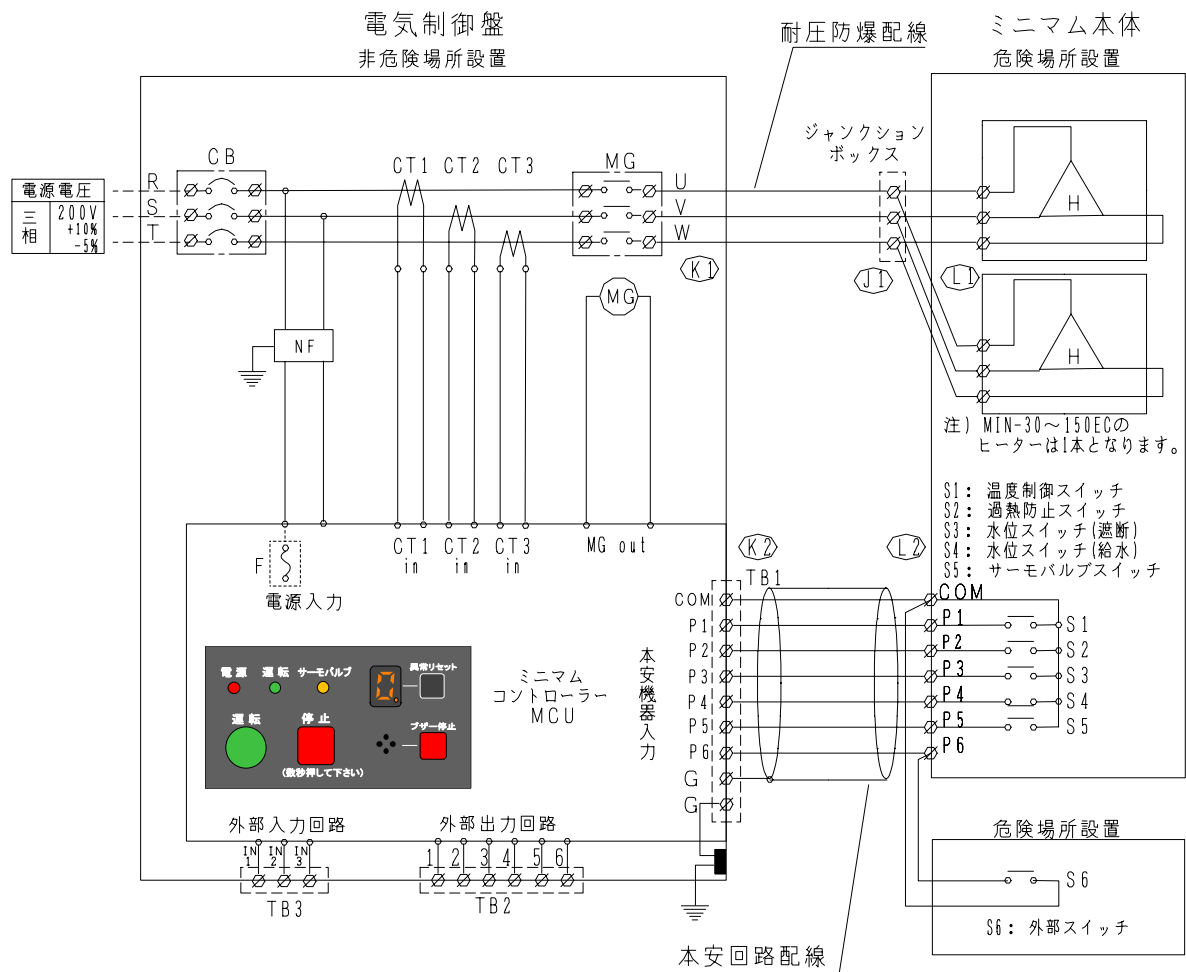 電気制御盤
非危険場所設置
耐圧防爆配線
ミニマム本体
危険場所設置
ジャンクション
ボックス
電源電圧
三相
200V
+10%
-5%
R
S
T
CB
CT1
CT2
CT3
MG
U
V
W
K1
J1
L1
H
H
MG
NF
注) MIN-30～150ECの
ヒーターは1本となります。
S1: 温度制御スイッチ
S2: 過熱防止スイッチ
S3: 水位スイッチ(遮断)
S4: 水位スイッチ(給水)
S5: サーモバルブスイッチ
F
電源入力
CT1
in
CT2
in
CT3
in
MG out
K2
L2
TB1
COM
P1
P2
P3
P4
P5
P6
G
G
COM
P1
P2
P3
P4
P5
P6
S1
S2
S3
S4
S5
本安機器入力
ミニマム
コントローラー
MCU
電源
運転
サーモバルブ
0.
異常リセット
運転
停止
(数秒押して下さい)
ブザー停止
外部入力回路
IN1
IN2
IN3
TB3
外部出力回路
1
2
3
4
5
6
TB2
危険場所設置
S6
S6: 外部スイッチ
本安回路配線